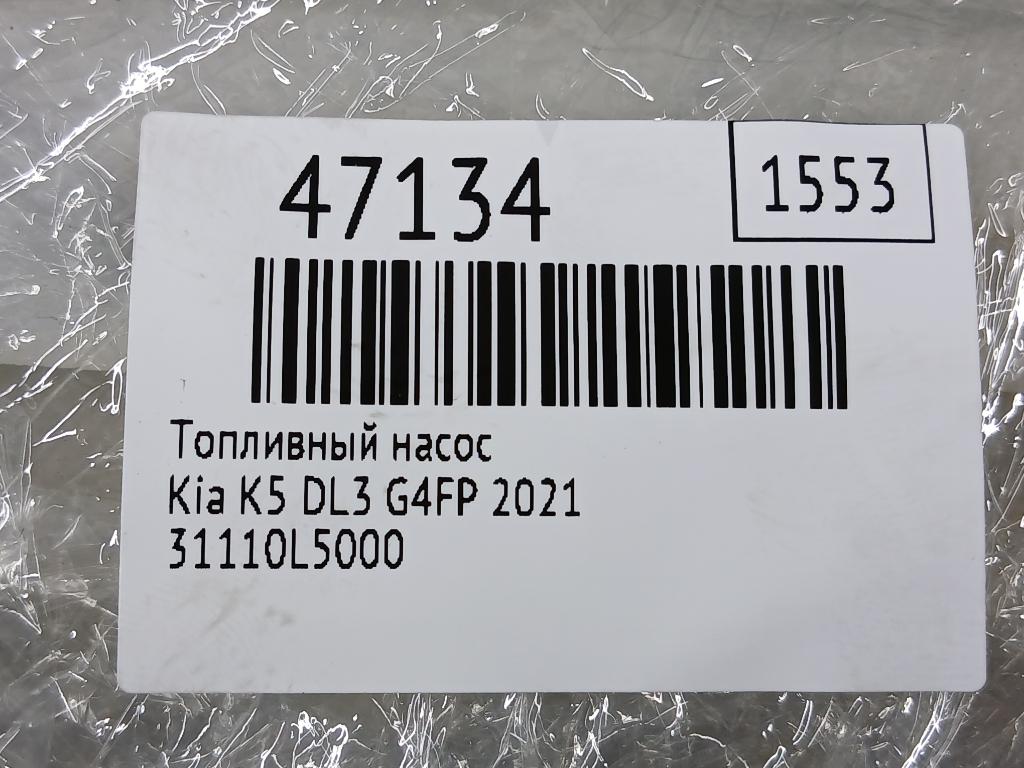 47134
1553
Топливный насос
Kia K5 DL3 G4FP 2021
31110L5000